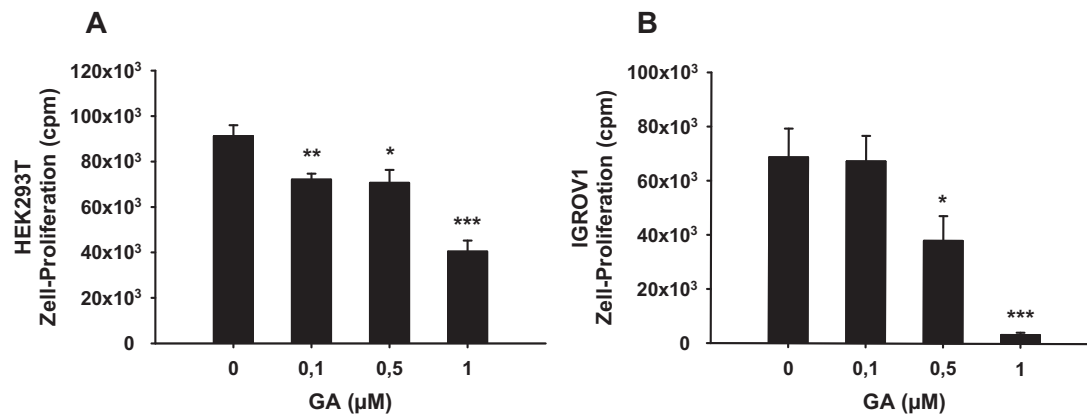 A
HEK293T
Zell-Proliferation (cpm)
120x10³
100x10³
80x10³
60x10³
40x10³
20x10³
0
**
*
***
0 0,1 0,5 1
GA (µM)
B
IGROV1
Zell-Proliferation (cpm)
100x10³
80x10³
60x10³
40x10³
20x10³
0
*
***
0 0,1 0,5 1
GA (µM)